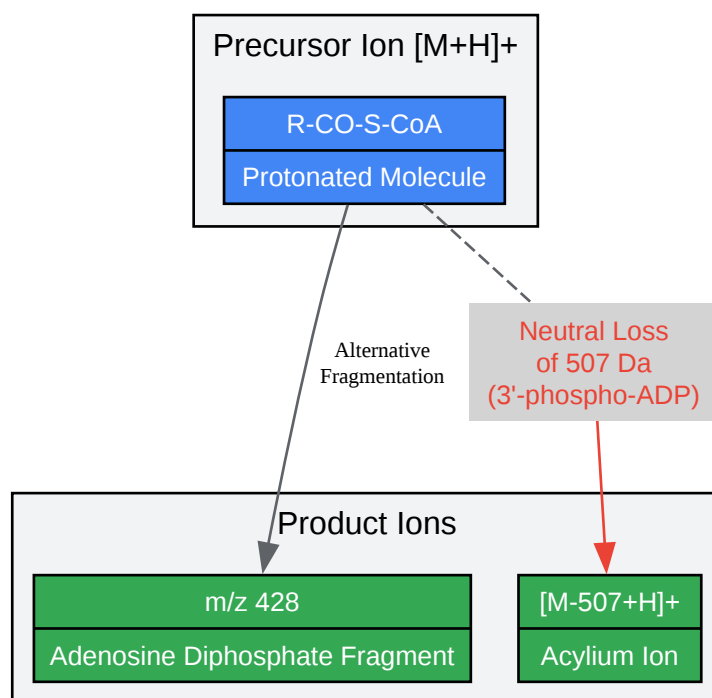 Precursor Ion [M+H]+
R-CO-S-CoA
Protonated Molecule
Alternative
Fragmentation
Neutral Loss
of 507 Da
(3'-phospho-ADP)
Product Ions
m/z 428
Adenosine Diphosphate Fragment
[M-507+H]+
Acylium Ion